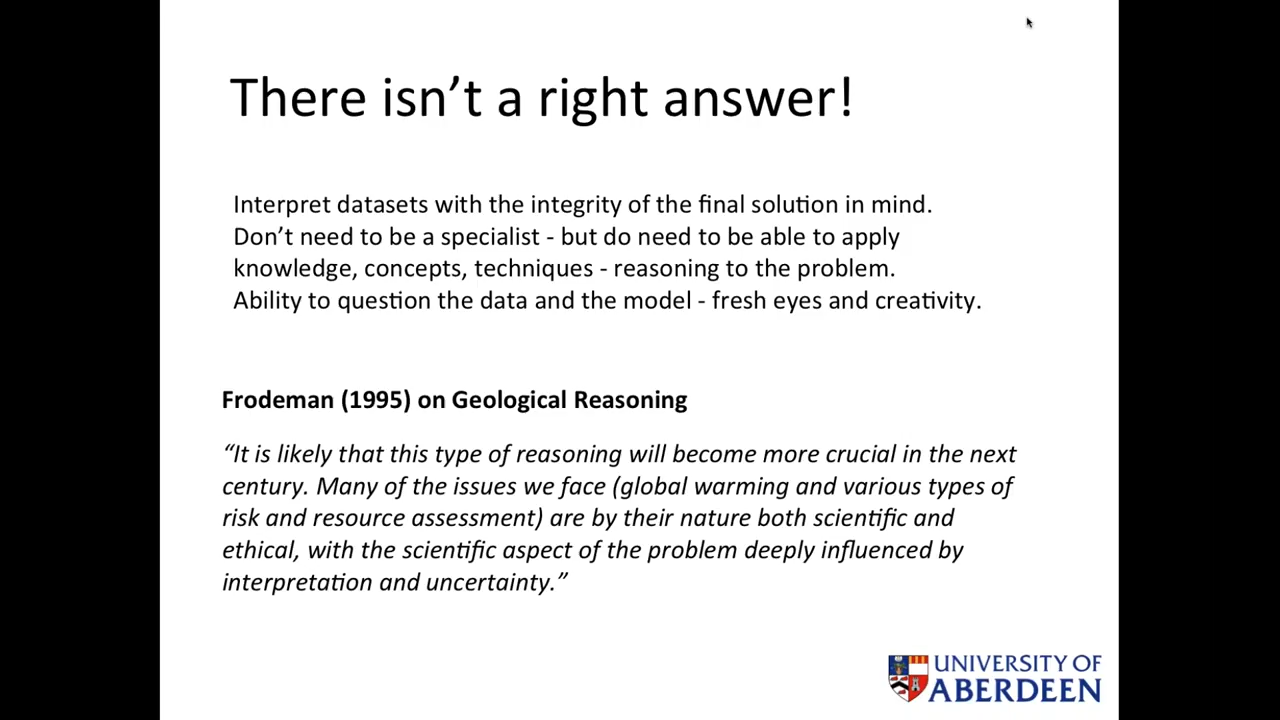 There isn’t a right answer!
Interpret datasets with the integrity of the final solution in mind.
Don’t need to be a specialist - but do need to be able to apply
knowledge, concepts, techniques - reasoning to the problem.
Ability to question the data and the model - fresh eyes and creativity.
Frodeman (1995) on Geological Reasoning
“It is likely that this type of reasoning will become more crucial in the next
century. Many of the issues we face (global warming and various types of
risk and resource assessment) are by their nature both scientific and
ethical, with the scientific aspect of the problem deeply influenced by
interpretation and uncertainty.”
UNIVERSITY OF
ABERDEEN